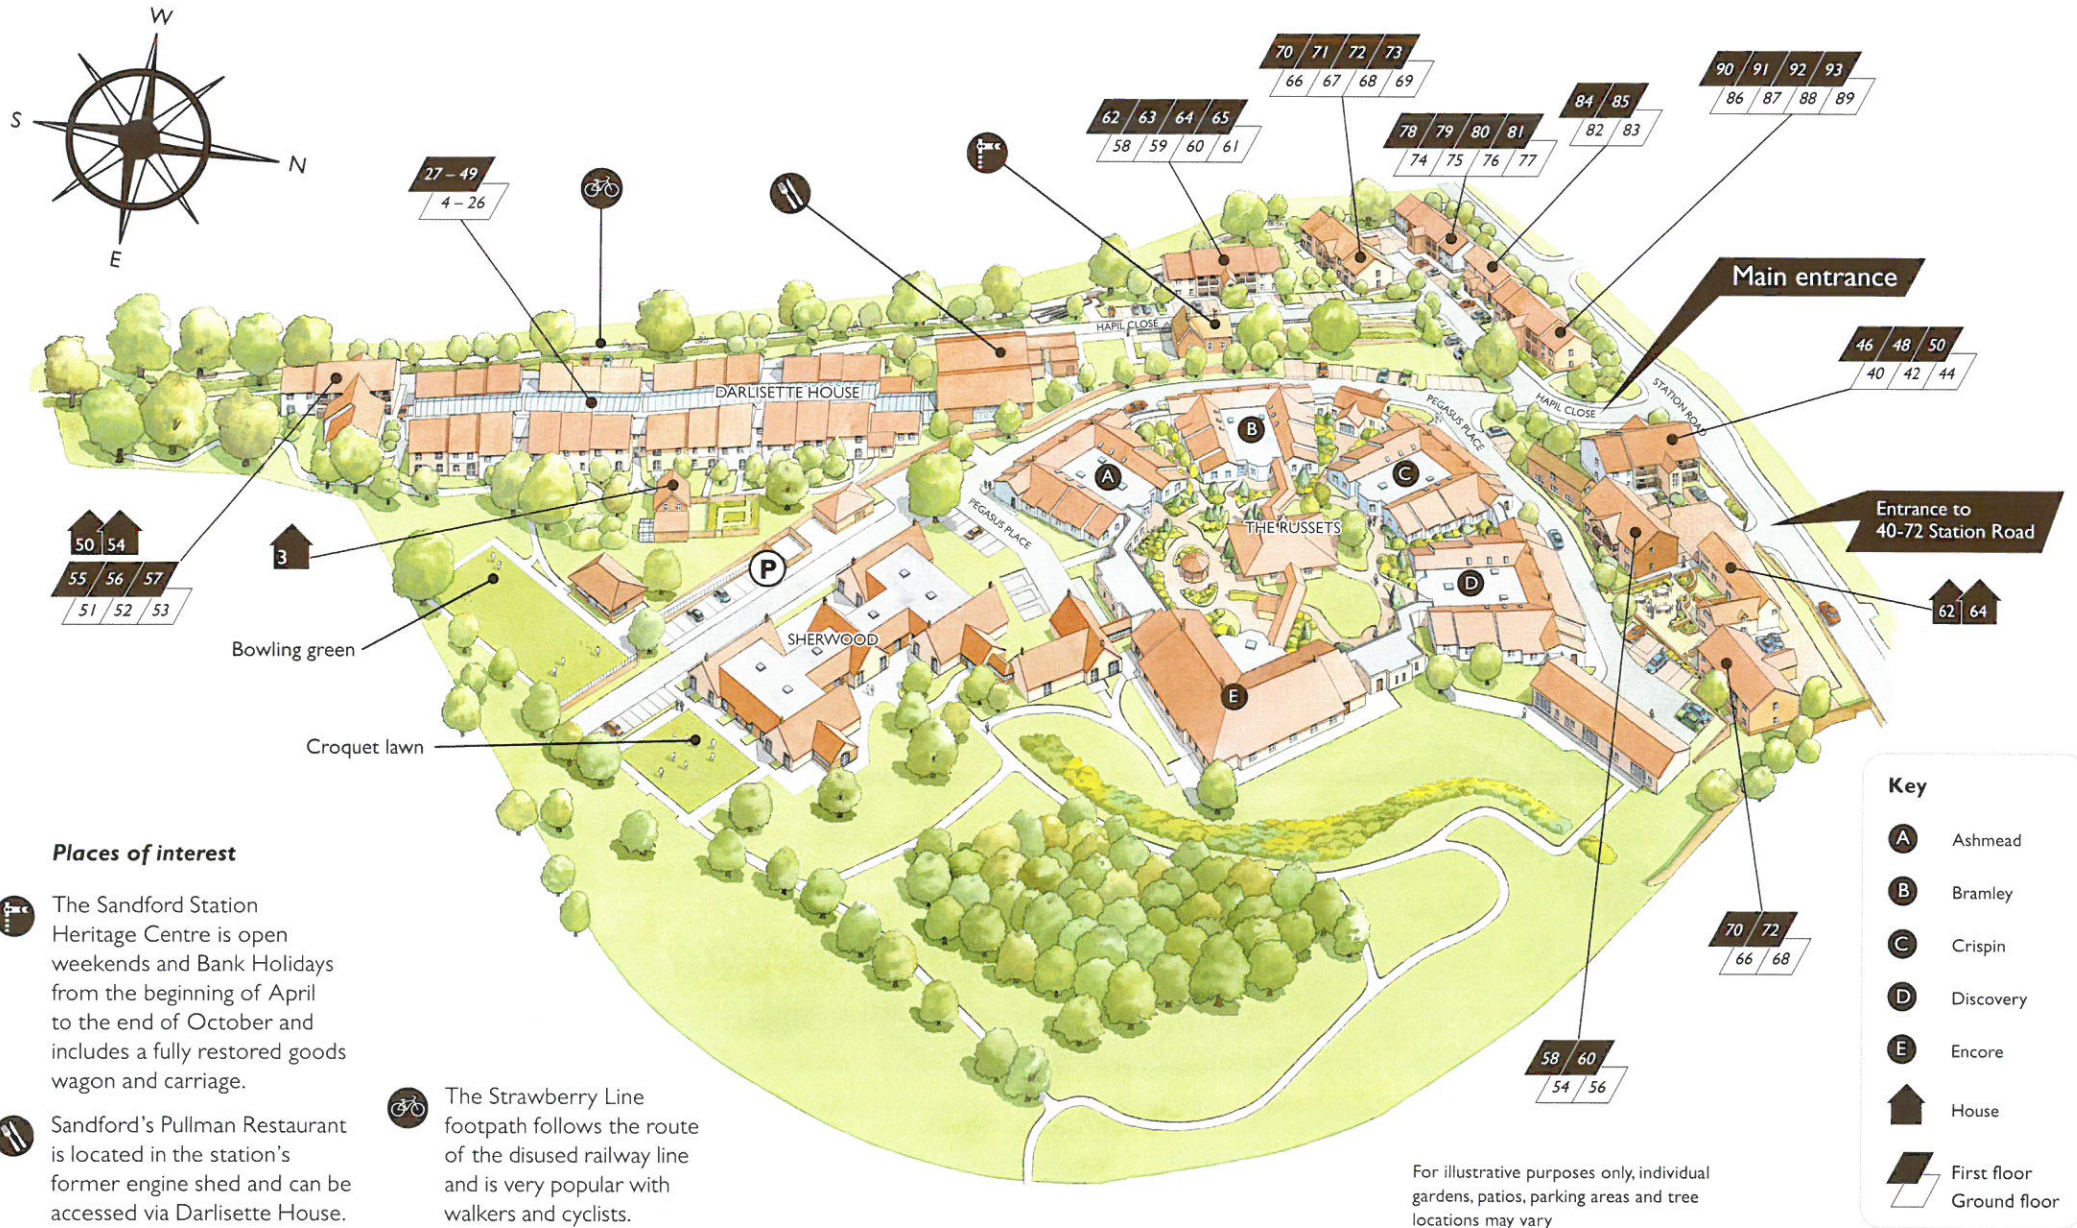 W
S
N
E
70 71 72 73
66 67 68 69
90 91 92 93
86 87 88 89
84 85
82 83
62 63 64 65
58 59 60 61
78 79 80 81
74 75 76 77
27 – 49
4 – 26
Main entrance
HAPIL CLOSE
DARLISETTE HOUSE
STATION ROAD
HAPIL CLOSE
PEGASUS PLACE
46 48 50
40 42 44
B
A
C
THE RUSSETS
PEGASUS PLACE
Entrance to
40-72 Station Road
50 54
3
55 56 57
51 52 53
P
D
62 64
SHERWOOD
Bowling green
E
Croquet lawn
Places of interest
The Sandford Station
Heritage Centre is open
weekends and Bank Holidays
from the beginning of April
to the end of October and
includes a fully restored goods
wagon and carriage.
Sandford's Pullman Restaurant
is located in the station's
former engine shed and can be
accessed via Darlisette House.
The Strawberry Line
footpath follows the route
of the disused railway line
and is very popular with
walkers and cyclists.
70 72
66 68
58 60
54 56
For illustrative purposes only, individual
gardens, patios, parking areas and tree
locations may vary
Key
A Ashmead
B Bramley
C Crispin
D Discovery
E Encore
House
First floor
Ground floor